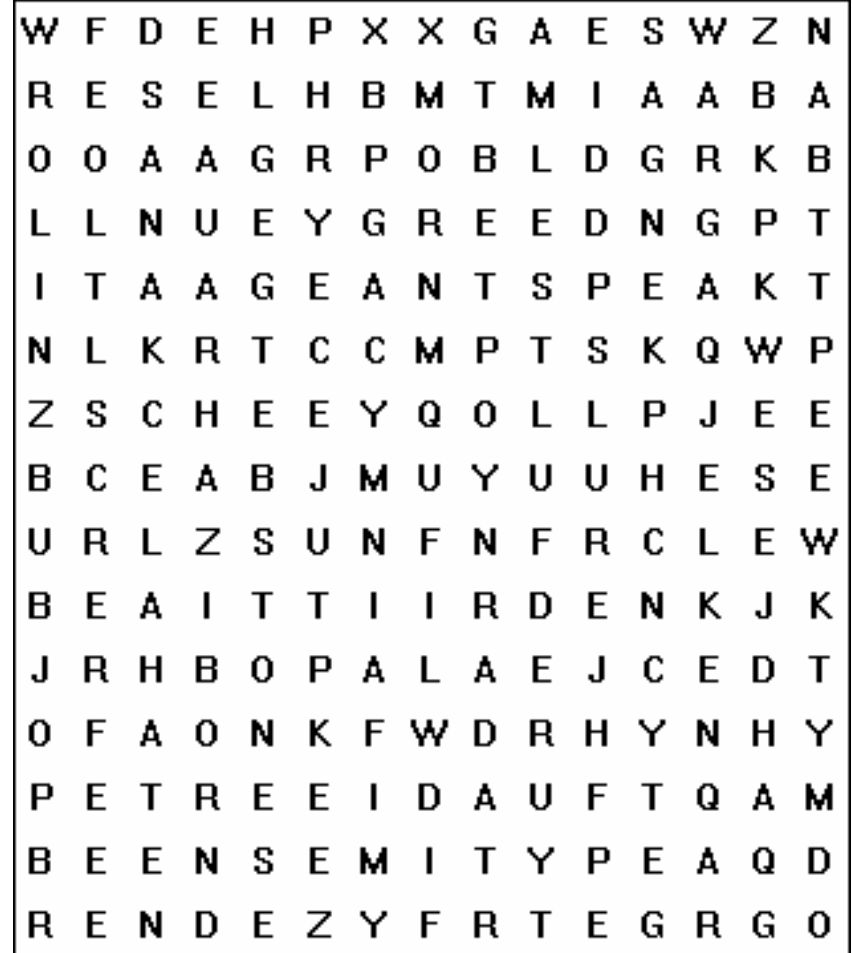 W F D E H P X X G A E S W Z N
R E S E L H B M T M I A A B A
O O A A G R P O B L D G R K B
L L N U E Y G R E E D N G P T
I T A A G E A N T S P E A K T
N L K R T C C M P T S K Q W P
Z S C H E E Y Q O L L P J E E
B C E A B J M U Y U U H E S E
U R L Z S U N F N F R C L E W
B E A I T T I I R D E N K J K
J R H B O P A L A E J C E D T
O F A O N K F W D R H Y N H Y
P E T R E E I D A U F T Q A M
B E E N S E M I T Y P E A Q D
R E N D E Z Y F R T E G R G O